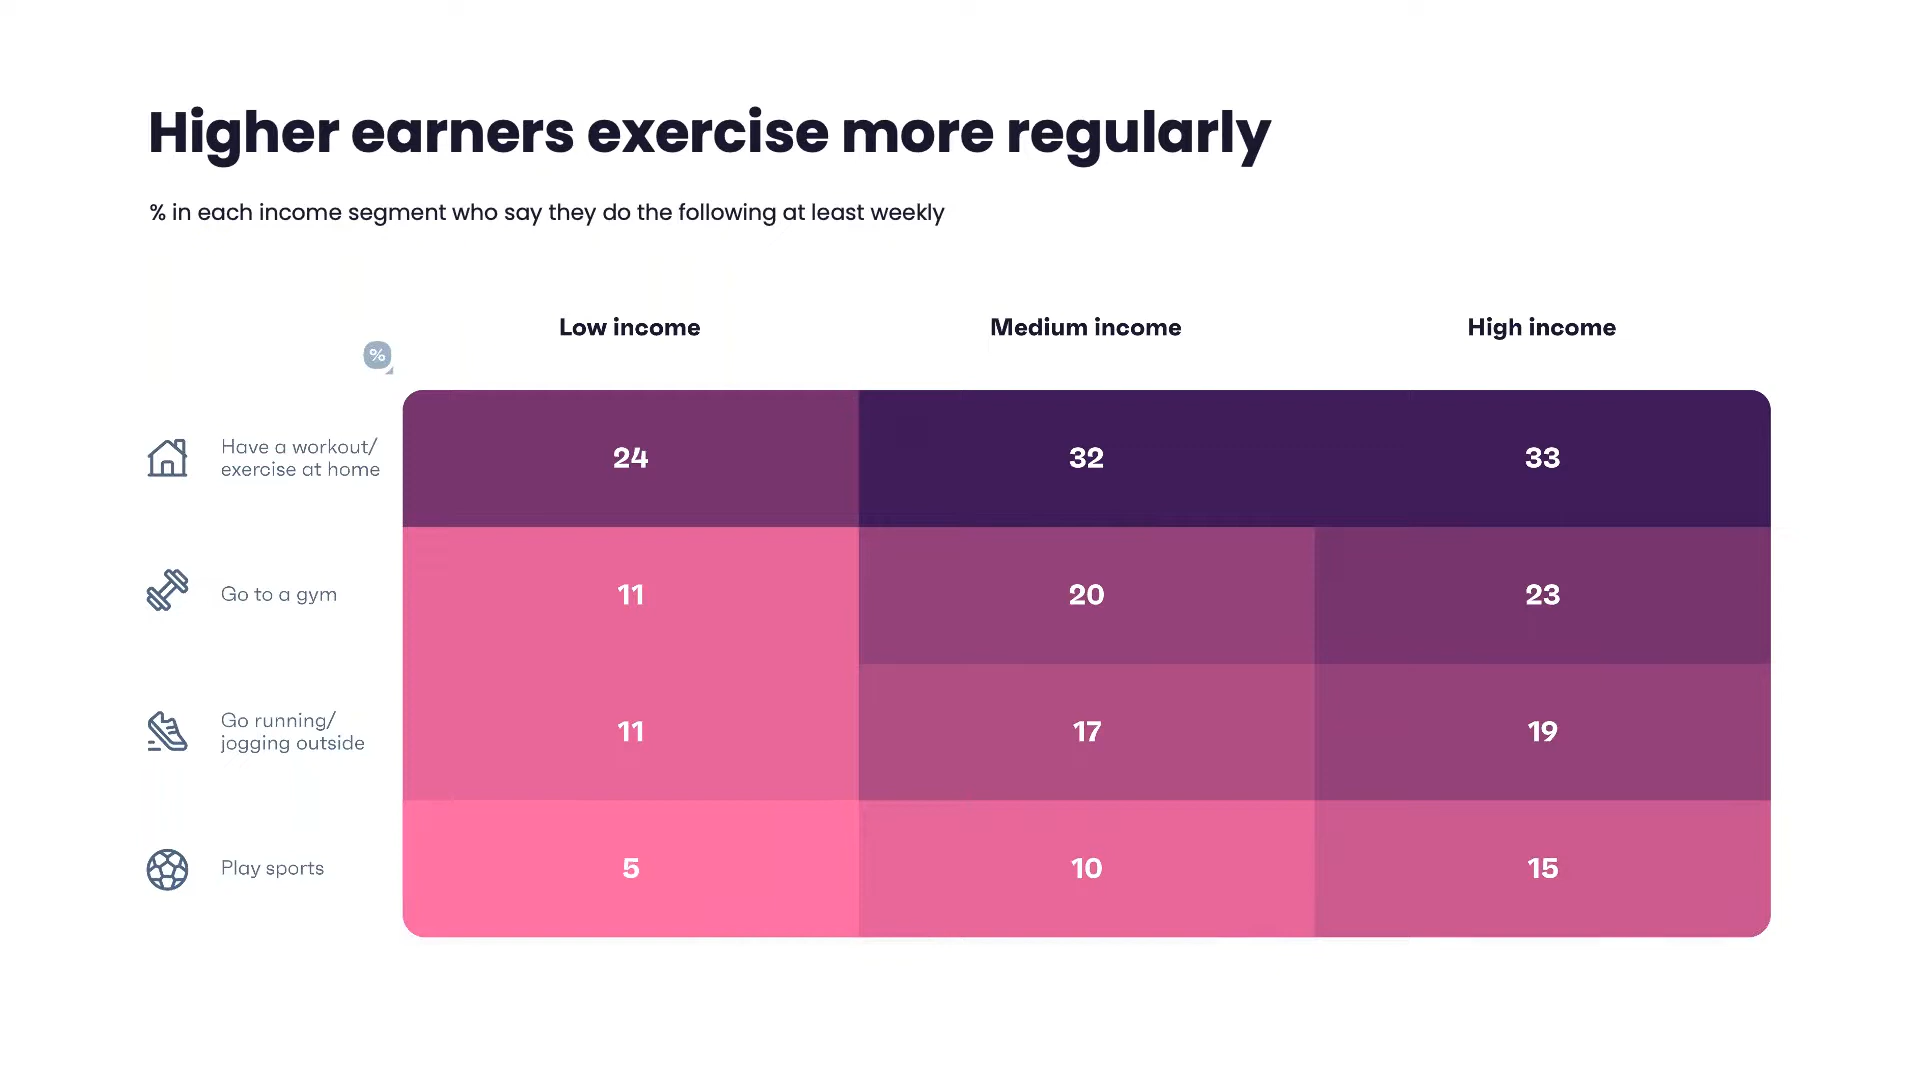 Higher earners exercise more regularly
% in each income segment who say they do the following at least weekly
Low income
Medium income
High income
%
Have a workout/
exercise at home
24
32
33
Go to a gym
11
20
23
Go running/
jogging outside
11
17
19
Play sports
5
10
15